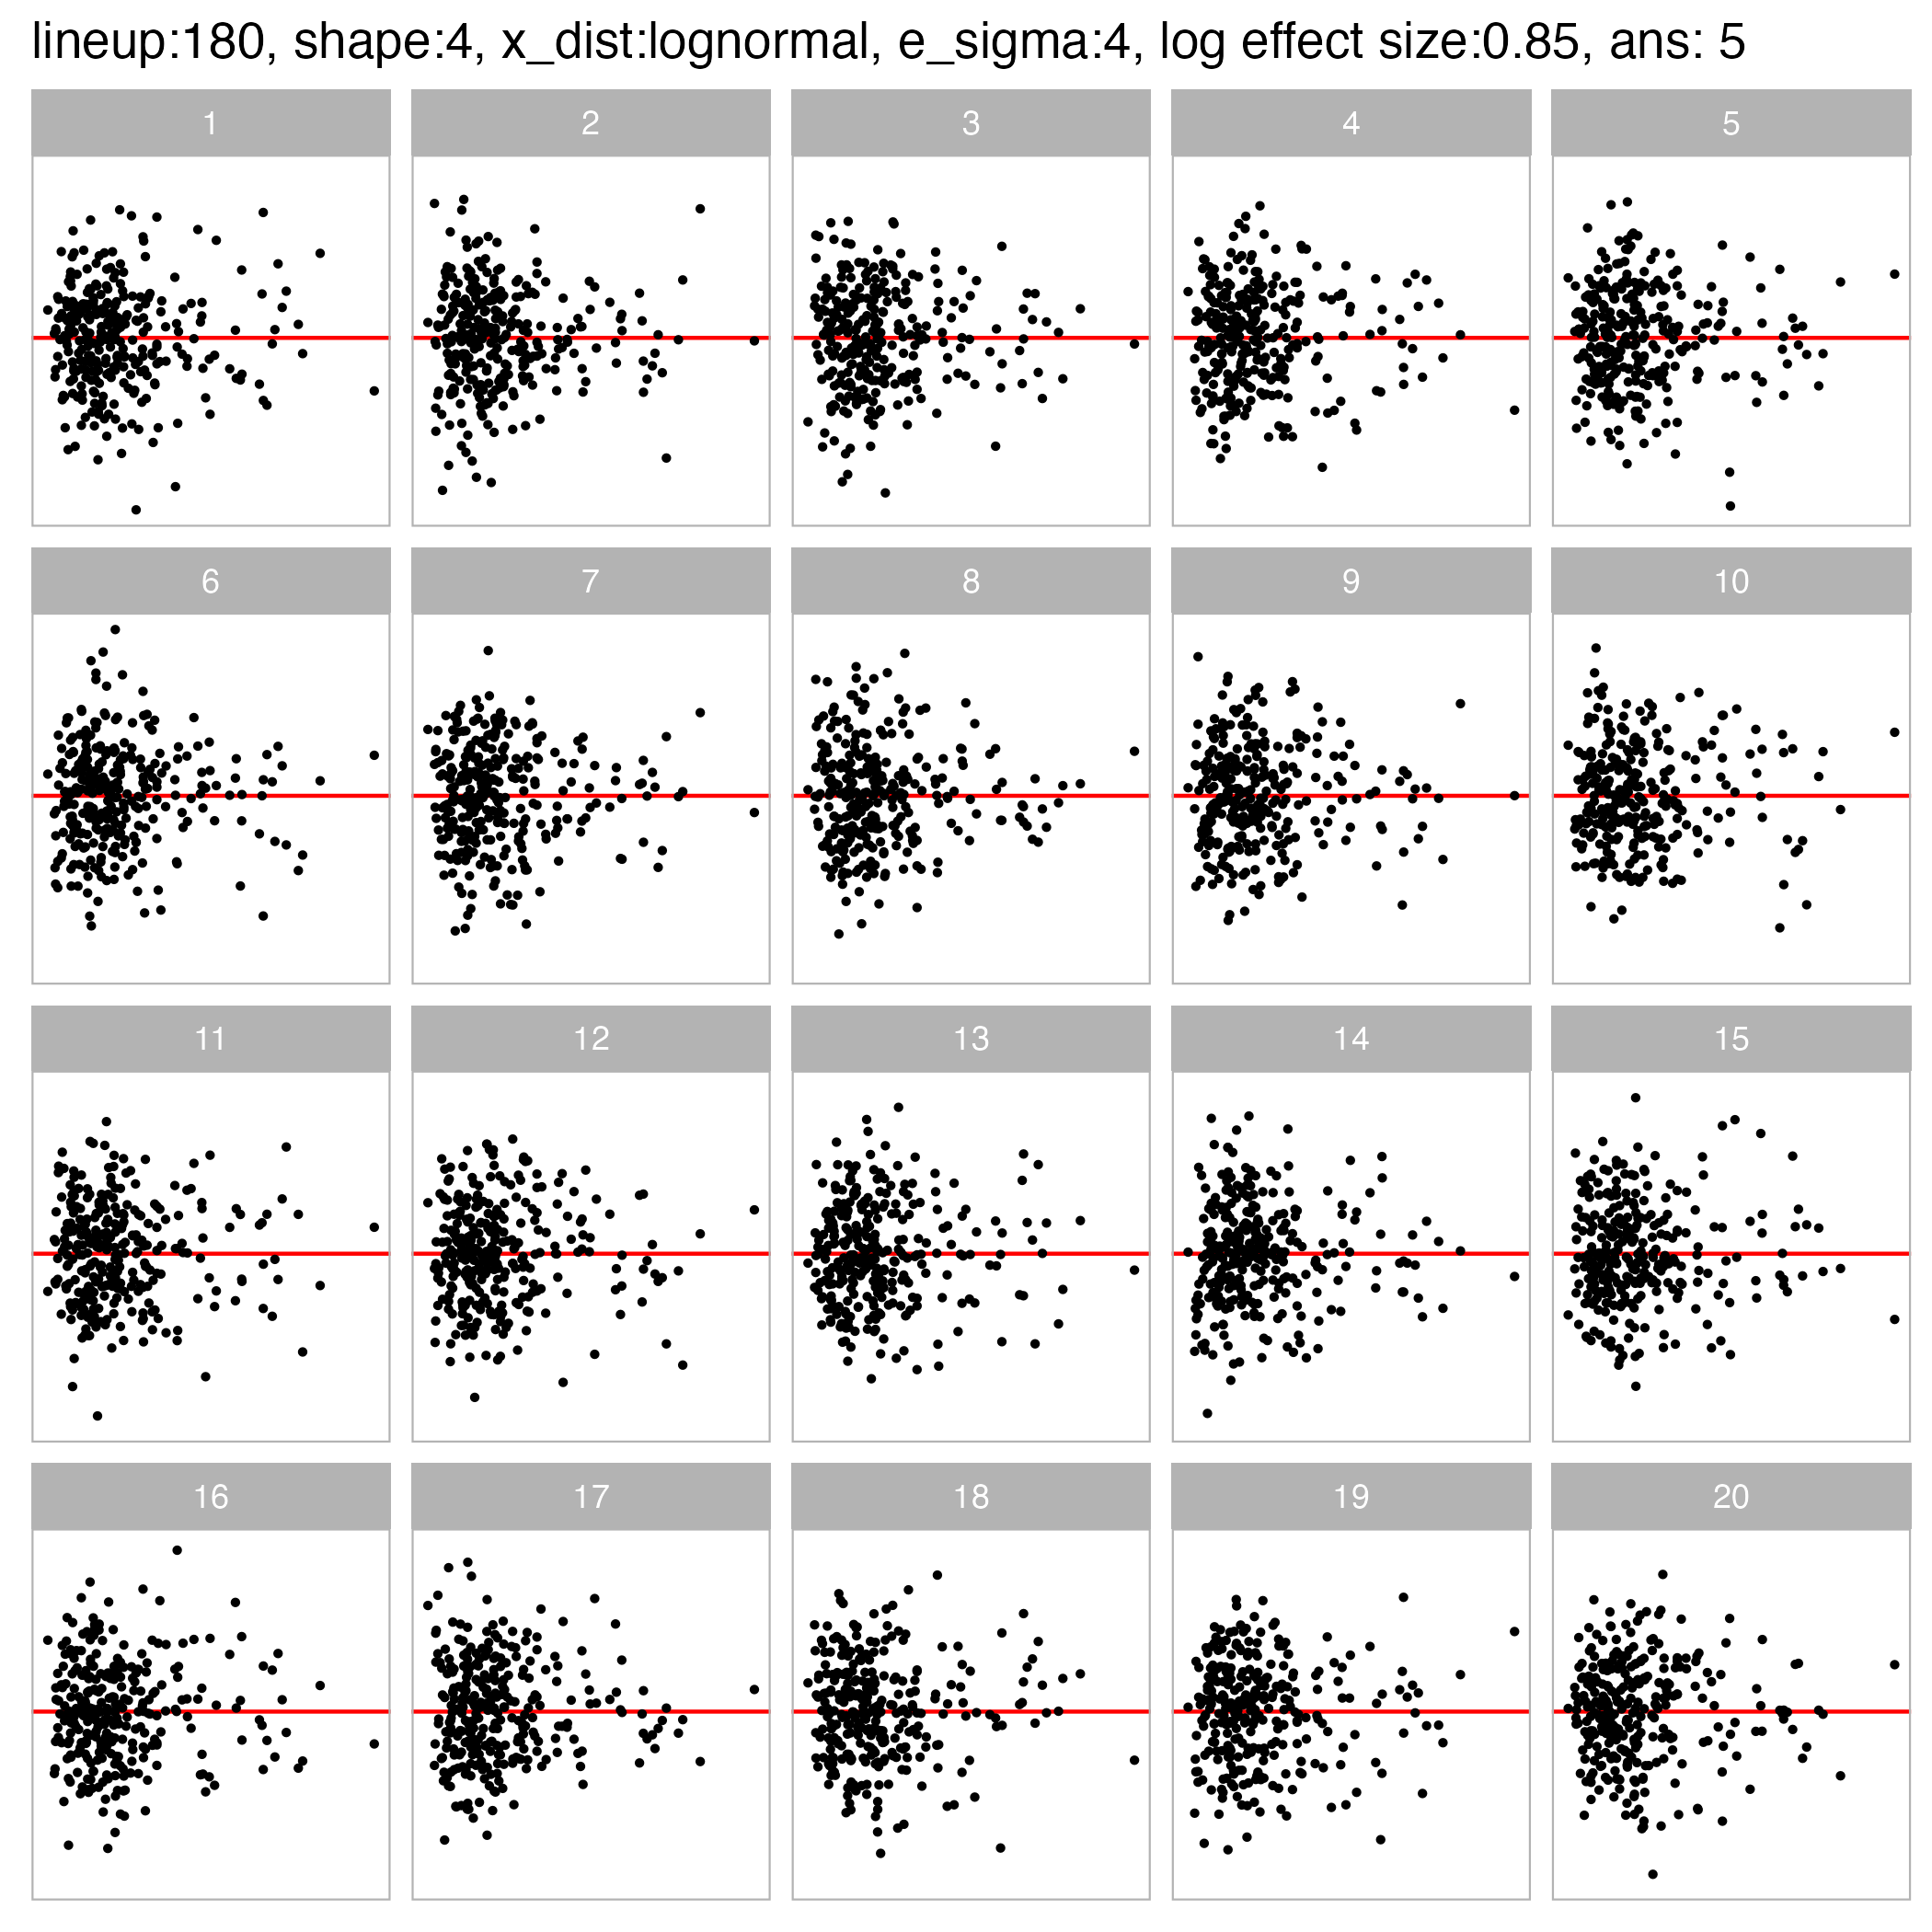 lineup:180, shape:4, x_dist:lognormal, e_sigma:4, log effect size:0.85, ans: 5
1 2 3 4 5
6 7 8 9 10
11 12 13 14 15
16 17 18 19 20